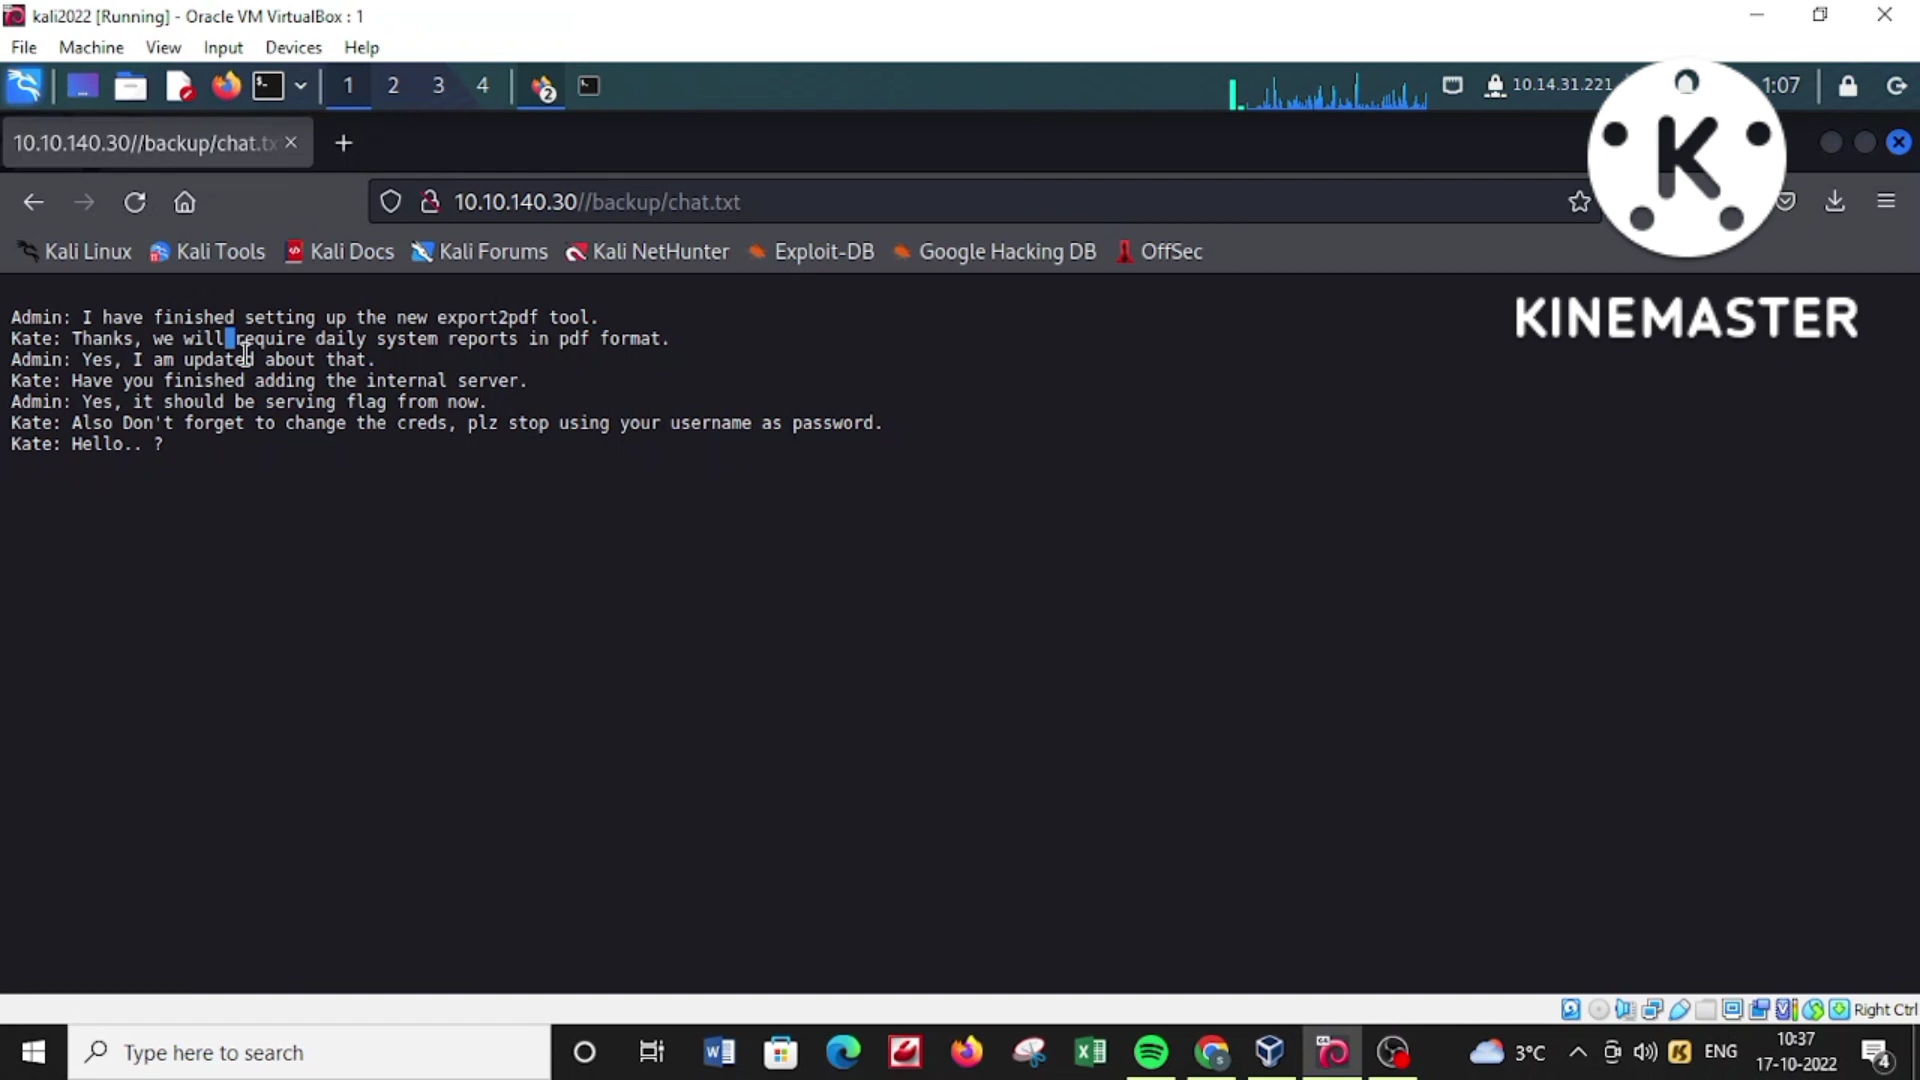 kali2022 [Running] - Oracle VM VirtualBox : 1
File Machine View Input Devices Help
1 2 3 4 2 10.14.31.221 1:07
10.10.140.30//backup/chat.tx
10.10.140.30//backup/chat.txt
Kali Linux Kali Tools Kali Docs Kali Forums Kali NetHunter Exploit-DB Google Hacking DB OffSec
K
KINEMASTER
Admin: I have finished setting up the new export2pdf tool.
Kate: Thanks, we will require daily system reports in pdf format.
Admin: Yes, I am updated about that.
Kate: Have you finished adding the internal server.
Admin: Yes, it should be serving flag from now.
Kate: Also Don't forget to change the creds, plz stop using your username as password.
Kate: Hello.. ?
Right Ctrl
Type here to search
3°C ENG
10:37
17-10-2022
4